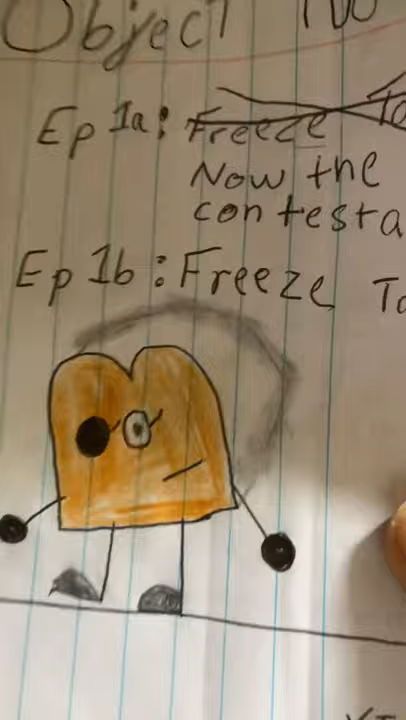 Object
Ep 1a: Freeze
Now the
contesta
Ep 1b: Freeze